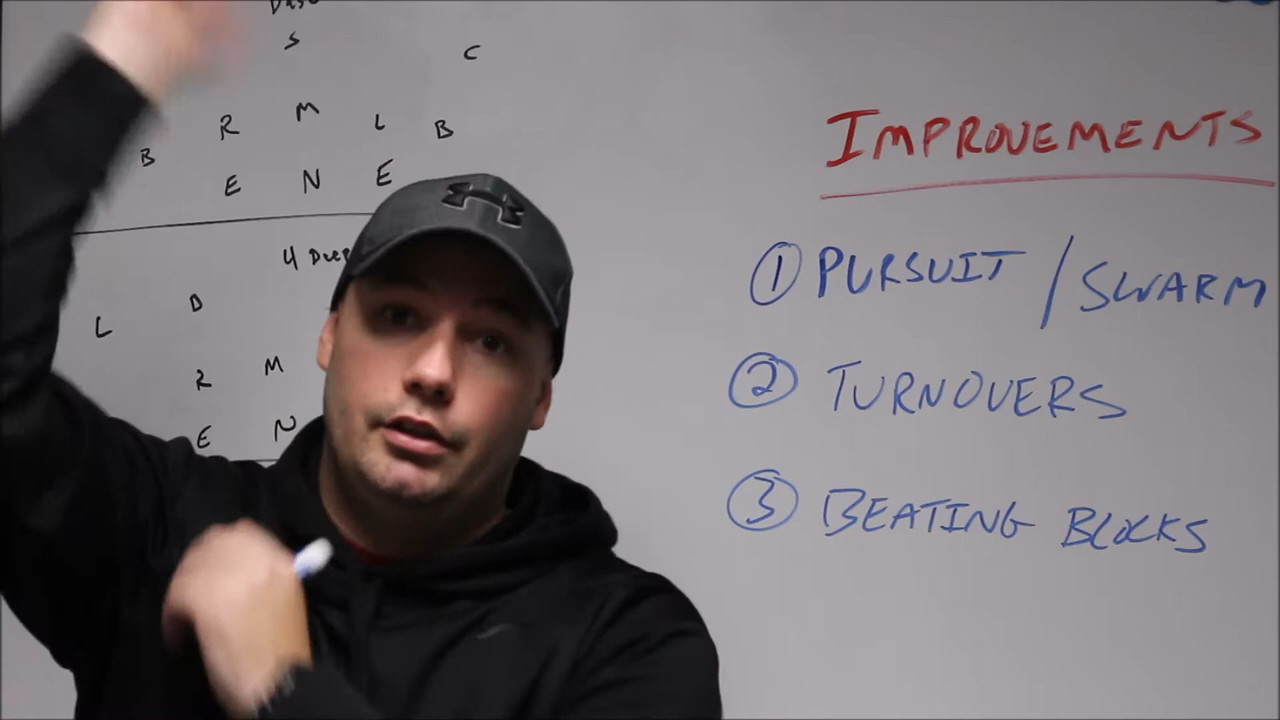 S
C
R M L B
B
E N E
4 Deep
L B
R M
E N
IMPROVEMENTS
① PURSUIT / SWARM
② TURNOVERS
③ BEATING BLOCKS